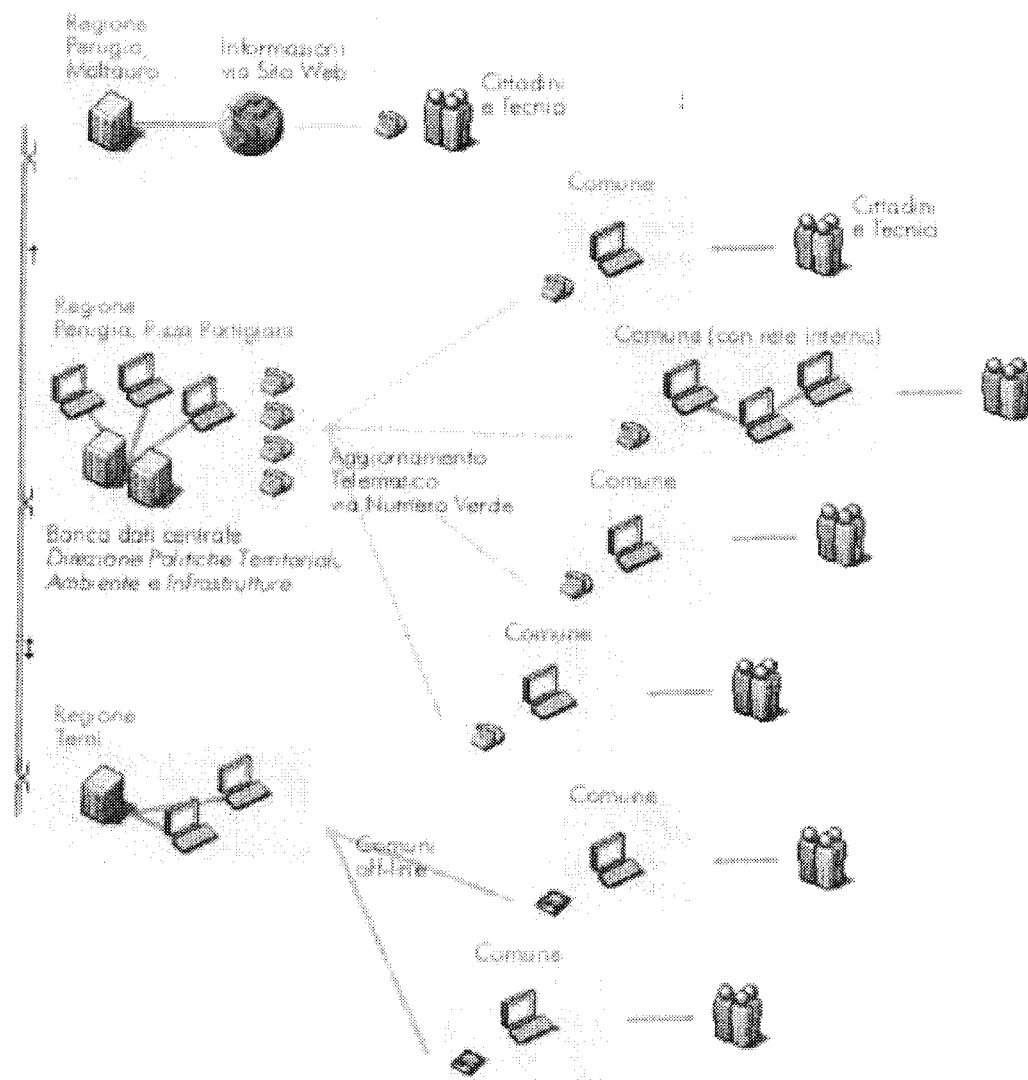 Regione
Perugia,
Informazioni
via Sito Web
Cittadini
e Tecnici
Comune
Cittadini
e Tecnici
Regione
Perugia, Partigiani
Comune (con rete interna)
Aggiornamento
Telematico
via Numero Verde
Comune
Banca dati centrale
Direzione Politiche Territoriali,
Ambiente e Infrastrutture
Comune
Regione
Terni
Comune
Comuni
off-line
Comune